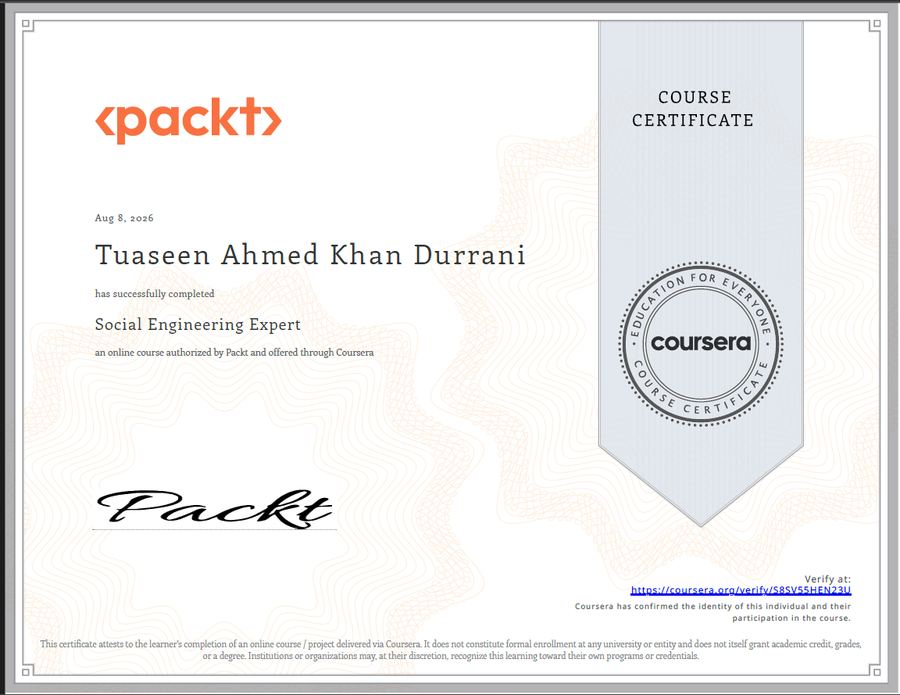 <packt>
COURSE
CERTIFICATE
Aug 8, 2026
Tuaseen Ahmed Khan Durrani
has successfully completed
Social Engineering Expert
an online course authorized by Packt and offered through Coursera
EDUCATION FOR EVERYONE
coursera
COURSE CERTIFICATE
Packt
Verify at:
https://coursera.org/verify/S8SV55HEN23U
Coursera has confirmed the identity of this individual and their
participation in the course.
This certificate attests to the learner's completion of an online course / project delivered via Coursera. It does not constitute formal enrollment at any university or entity and does not itself grant academic credit, grades,
or a degree. Institutions or organizations may, at their discretion, recognize this learning toward their own programs or credentials.